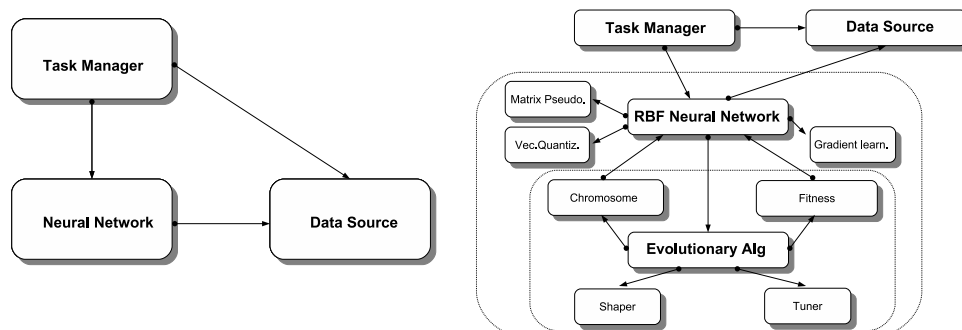 Task Manager
Neural Network
Data Source
Task Manager
Data Source
Matrix Pseudo.
RBF Neural Network
Vec.Quantiz.
Gradient learn.
Chromosome
Fitness
Evolutionary Alg
Shaper
Tuner